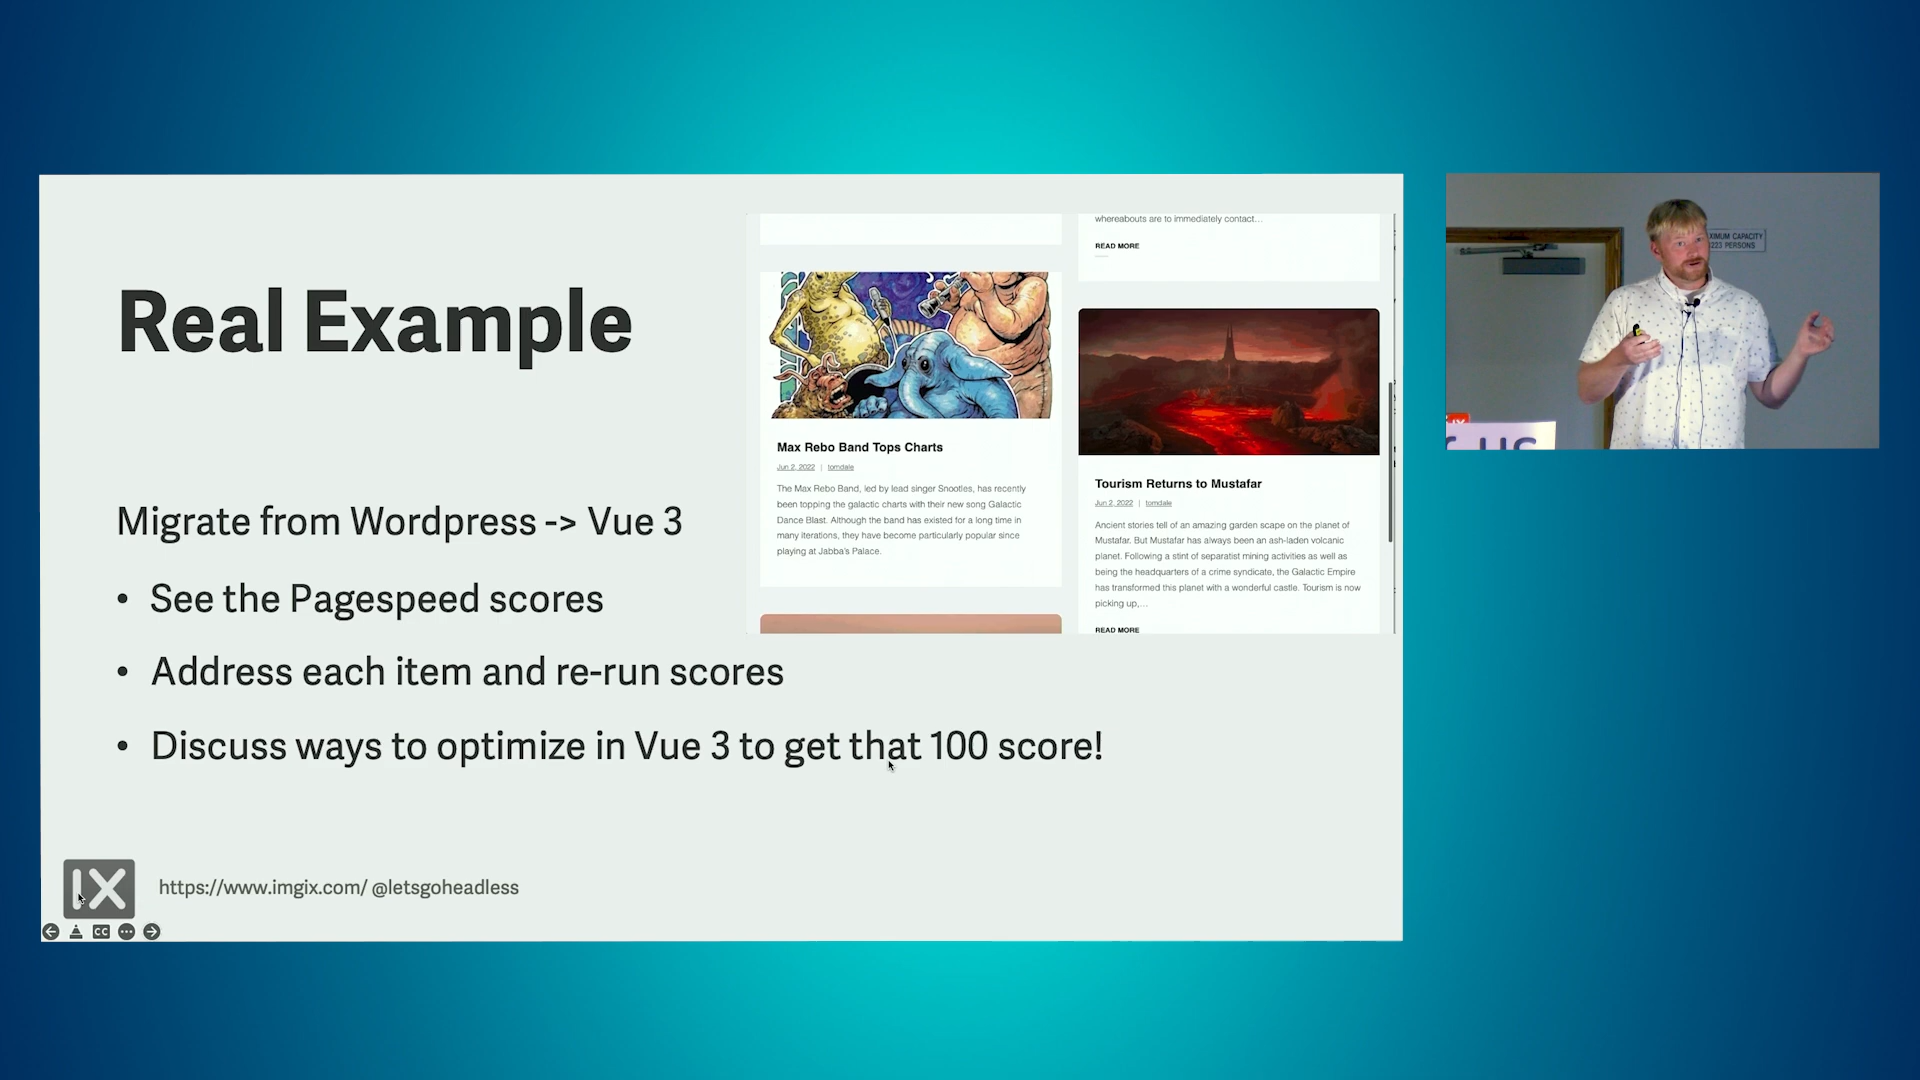 Real Example
Migrate from Wordpress -> Vue 3
• See the Pagespeed scores
• Address each item and re-run scores
• Discuss ways to optimize in Vue 3 to get that 100 score!
Max Rebo Band Tops Charts
Jun 2, 2022 | tomdale
The Max Rebo Band, led by lead singer Snootles, has recently
been topping the galactic charts with their new song Galactic
Dance Blast. Although the band has existed for a long time in
many iterations, they have become particularly popular since
playing at Jabba's Palace.
whereabouts are to immediately contact...
READ MORE
Tourism Returns to Mustafar
Jun 2, 2022 | tomdale
Ancient stories tell of an amazing garden scape on the planet of
Mustafar. But Mustafar has always been an ash-laden volcanic
planet. Following a stint of separatist mining activities as well as
being the headquarters of a crime syndicate, the Galactic Empire
has transformed this planet with a wonderful castle. Tourism is now
picking up,...
READ MORE
IX
https://www.imgix.com/ @letsgoheadless
CC
XIMUM CAPACITY
223 PERSONS